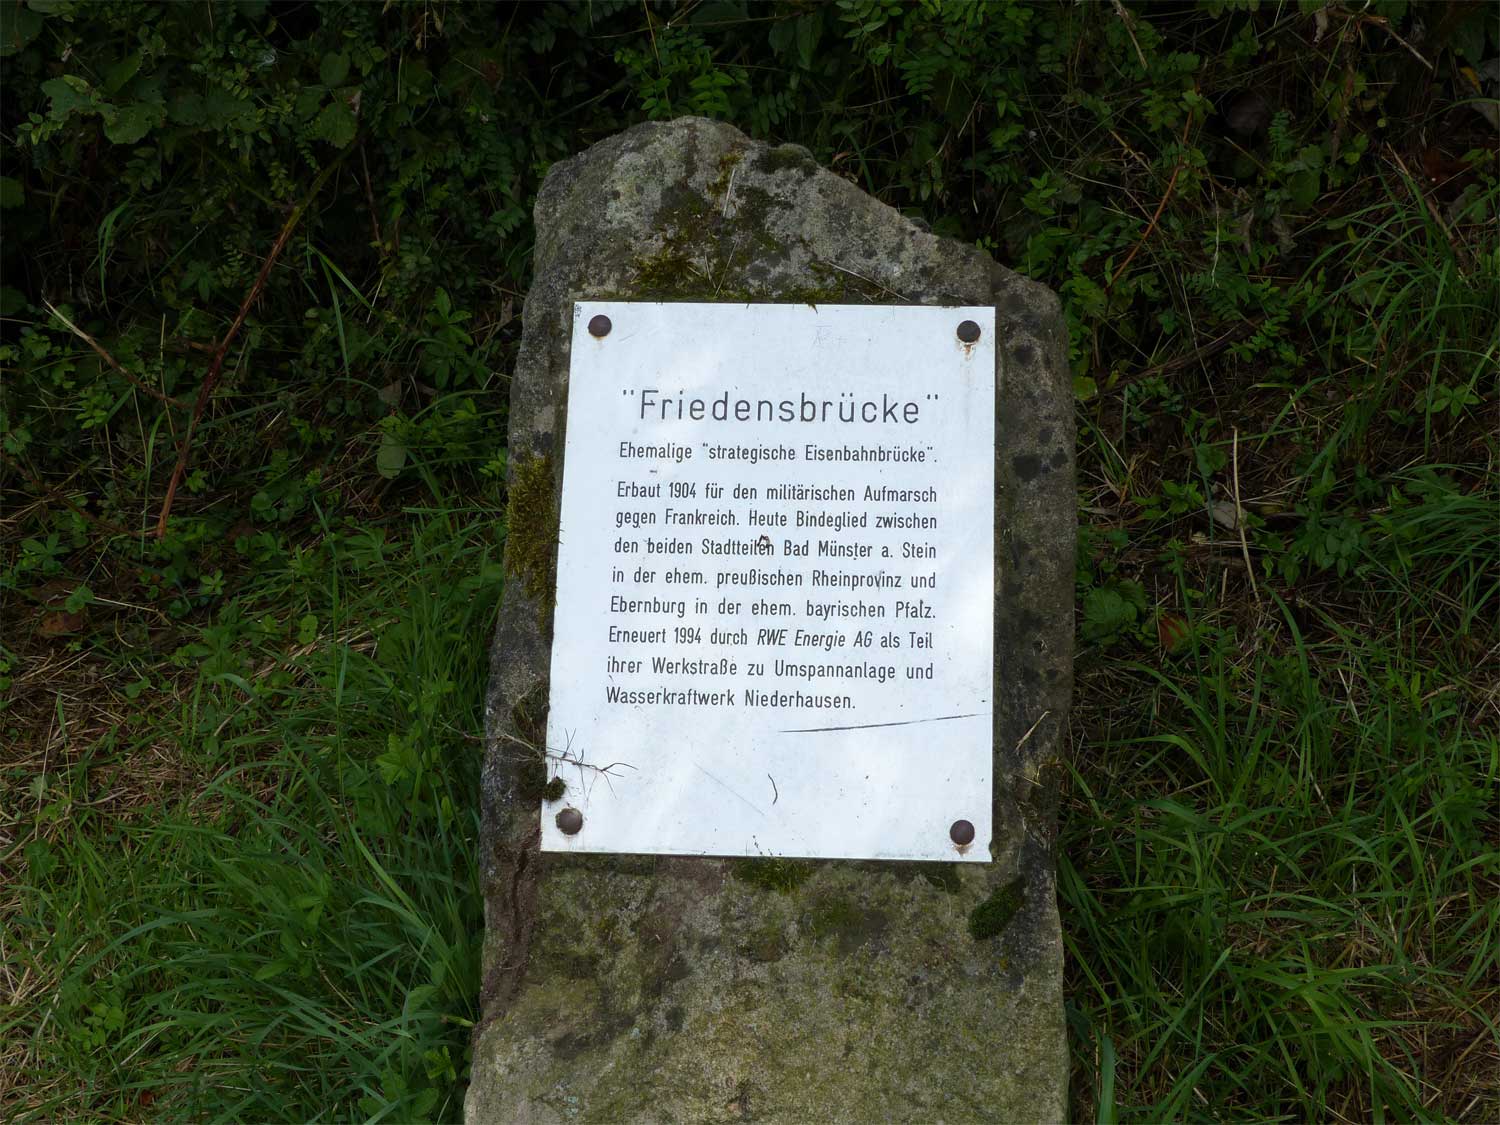 "Friedensbrücke"
Ehemalige "strategische Eisenbahnbrücke".
Erbaut 1904 für den militärischen Aufmarsch
gegen Frankreich. Heute Bindeglied zwischen
den beiden Stadtteilen Bad Münster a. Stein
in der ehem. preußischen Rheinprovinz und
Ebernburg in der ehem. bayrischen Pfalz.
Erneuert 1994 durch RWE Energie AG als Teil
ihrer Werkstraße zu Umspannanlage und
Wasserkraftwerk Niederhausen.